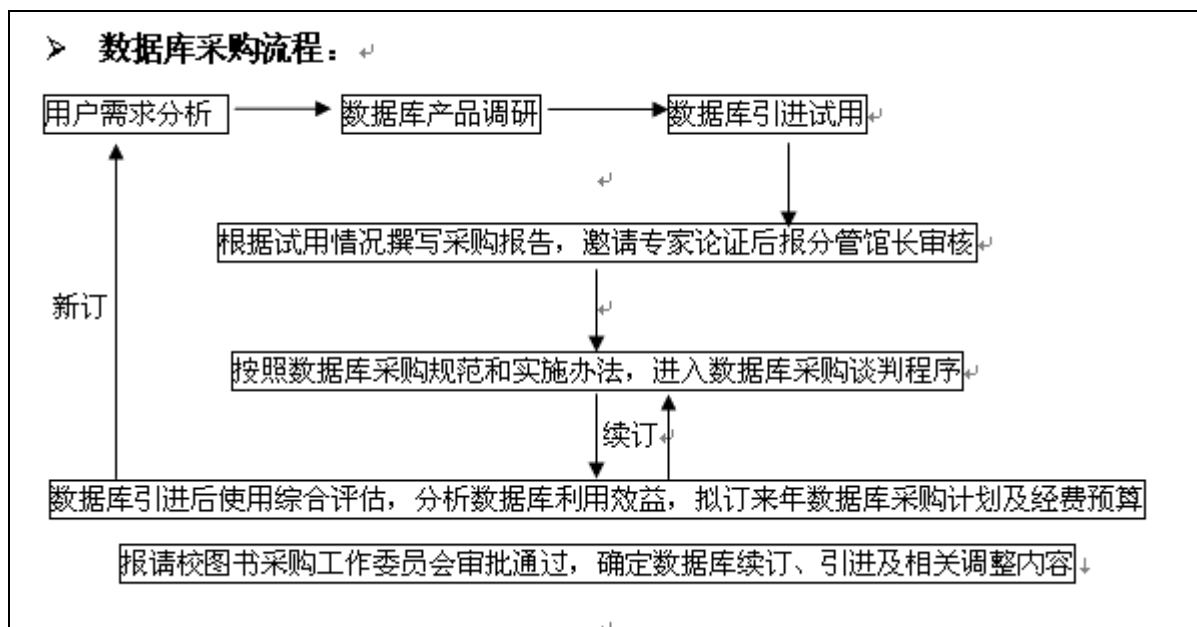 ➢ 数据库采购流程：
用户需求分析 数据库产品调研 数据库引进试用
根据试用情况撰写采购报告，邀请专家论证后报分管馆长审核
新订
按照数据库采购规范和实施办法，进入数据库采购谈判程序
续订
数据库引进后使用综合评估，分析数据库利用效益，拟订来年数据库采购计划及经费预算
报请校图书采购工作委员会审批通过，确定数据库续订、引进及相关调整内容